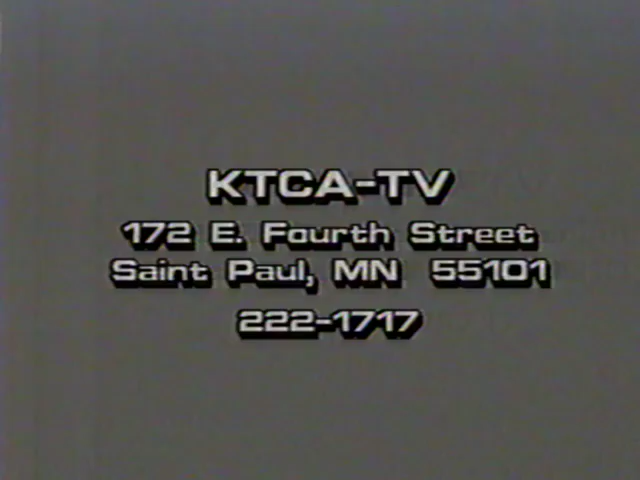 KTCA-TV
172 E. Fourth Street
Saint Paul, MN 55101
222-1717